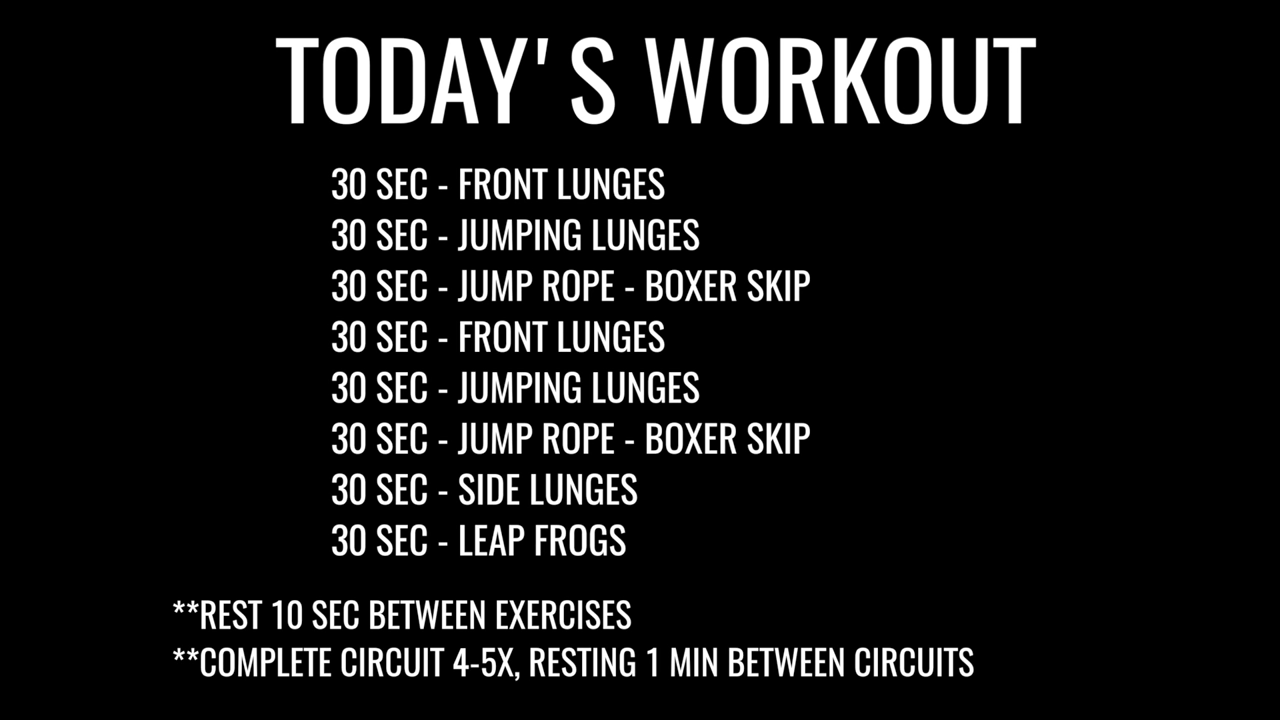 TODAY'S WORKOUT
30 SEC - FRONT LUNGES
30 SEC - JUMPING LUNGES
30 SEC - JUMP ROPE - BOXER SKIP
30 SEC - FRONT LUNGES
30 SEC - JUMPING LUNGES
30 SEC - JUMP ROPE - BOXER SKIP
30 SEC - SIDE LUNGES
30 SEC - LEAP FROGS
**REST 10 SEC BETWEEN EXERCISES
**COMPLETE CIRCUIT 4-5X, RESTING 1 MIN BETWEEN CIRCUITS